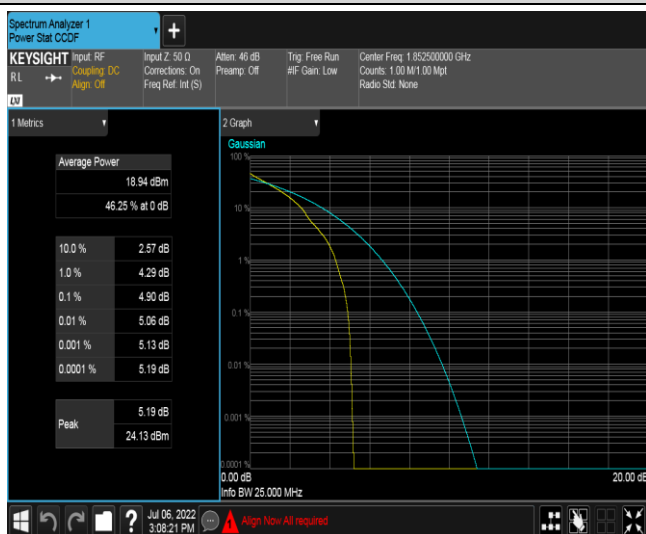 Spectrum Analyzer 1
Power Stat CCDF
+
KEYSIGHT
RL
LXI
Input: RF
Coupling: DC
Align: Off
Input Z: 50 Ω
Corrections: On
Freq Ref: Int (S)
Atten: 46 dB
Preamp: Off
Trig: Free Run
#IF Gain: Low
Center Freq: 1.852500000 GHz
Counts: 1.00 M/1.00 Mpt
Radio Std: None
1 Metrics
Average Power
18.94 dBm
46.25 % at 0 dB
10.0 % 2.57 dB
1.0 % 4.29 dB
0.1 % 4.90 dB
0.01 % 5.06 dB
0.001 % 5.13 dB
0.0001 % 5.19 dB
Peak
5.19 dB
24.13 dBm
2 Graph
Gaussian
100 %
10 %
1 %
0.1 %
0.01 %
0.001 %
0.0001 %
0.00 dB 20.00 dB
Info BW 25.000 MHz
?
Jul 06, 2022
3:08:21 PM
Align Now All required